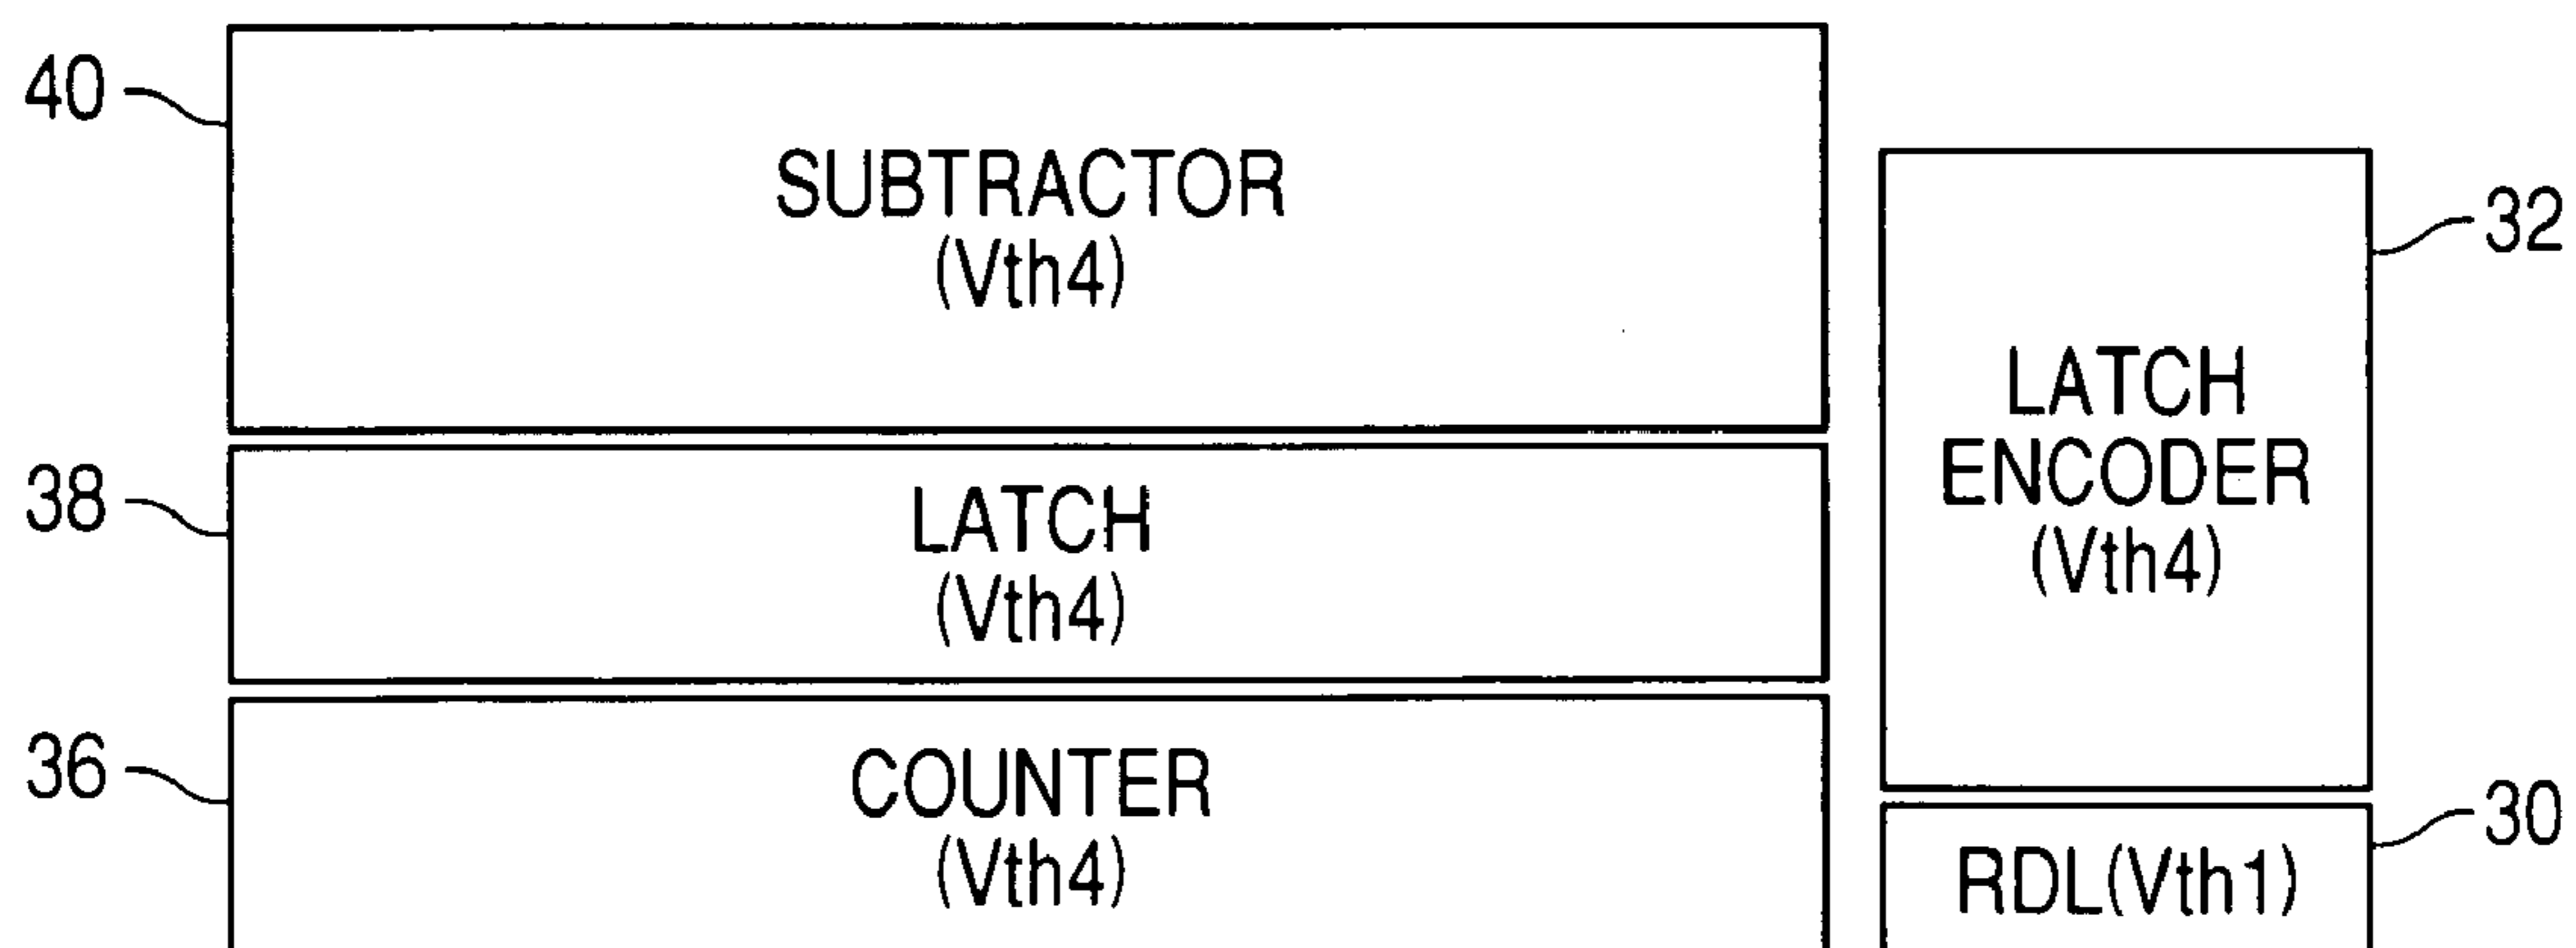 40
SUBTRACTOR
(Vth4)
32
LATCH
ENCODER
(Vth4)
38
LATCH
(Vth4)
36
COUNTER
(Vth4)
30
RDL(Vth1)